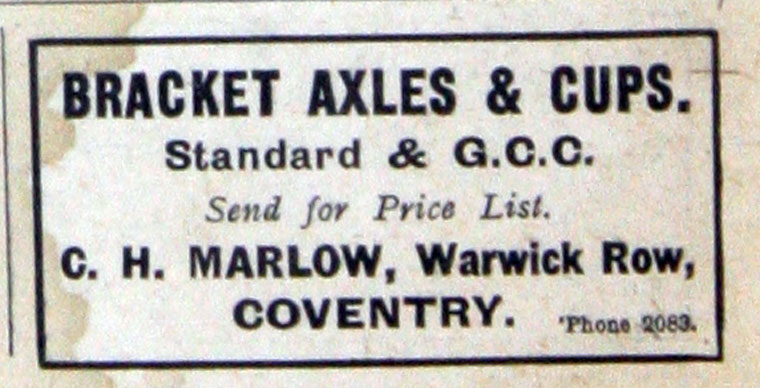 BRACKET AXLES & CUPS.
Standard & G.C.C.
Send for Price List.
C. H. MARLOW, Warwick Row,
COVENTRY. 'Phone 2083.